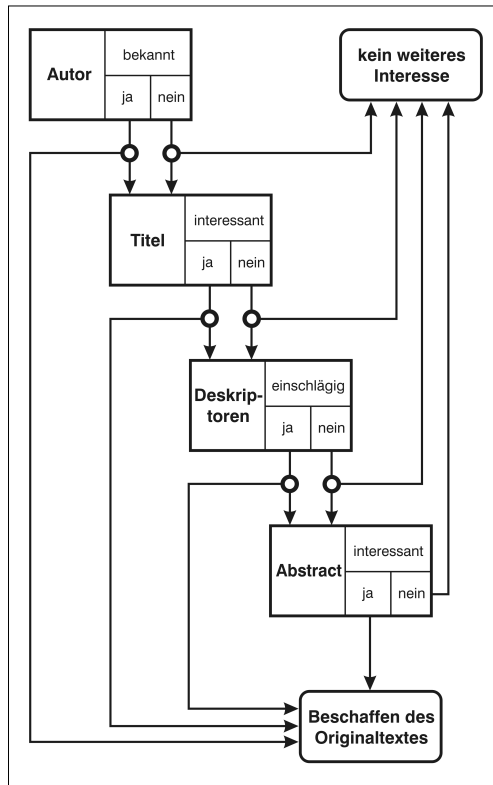 kein weiteres
Interesse
Autor
bekannt
ja
nein
Titel
interessant
ja
nein
Deskrip-
toren
einschlägig
ja
nein
Abstract
interessant
ja
nein
Beschaffen des
Originaltextes